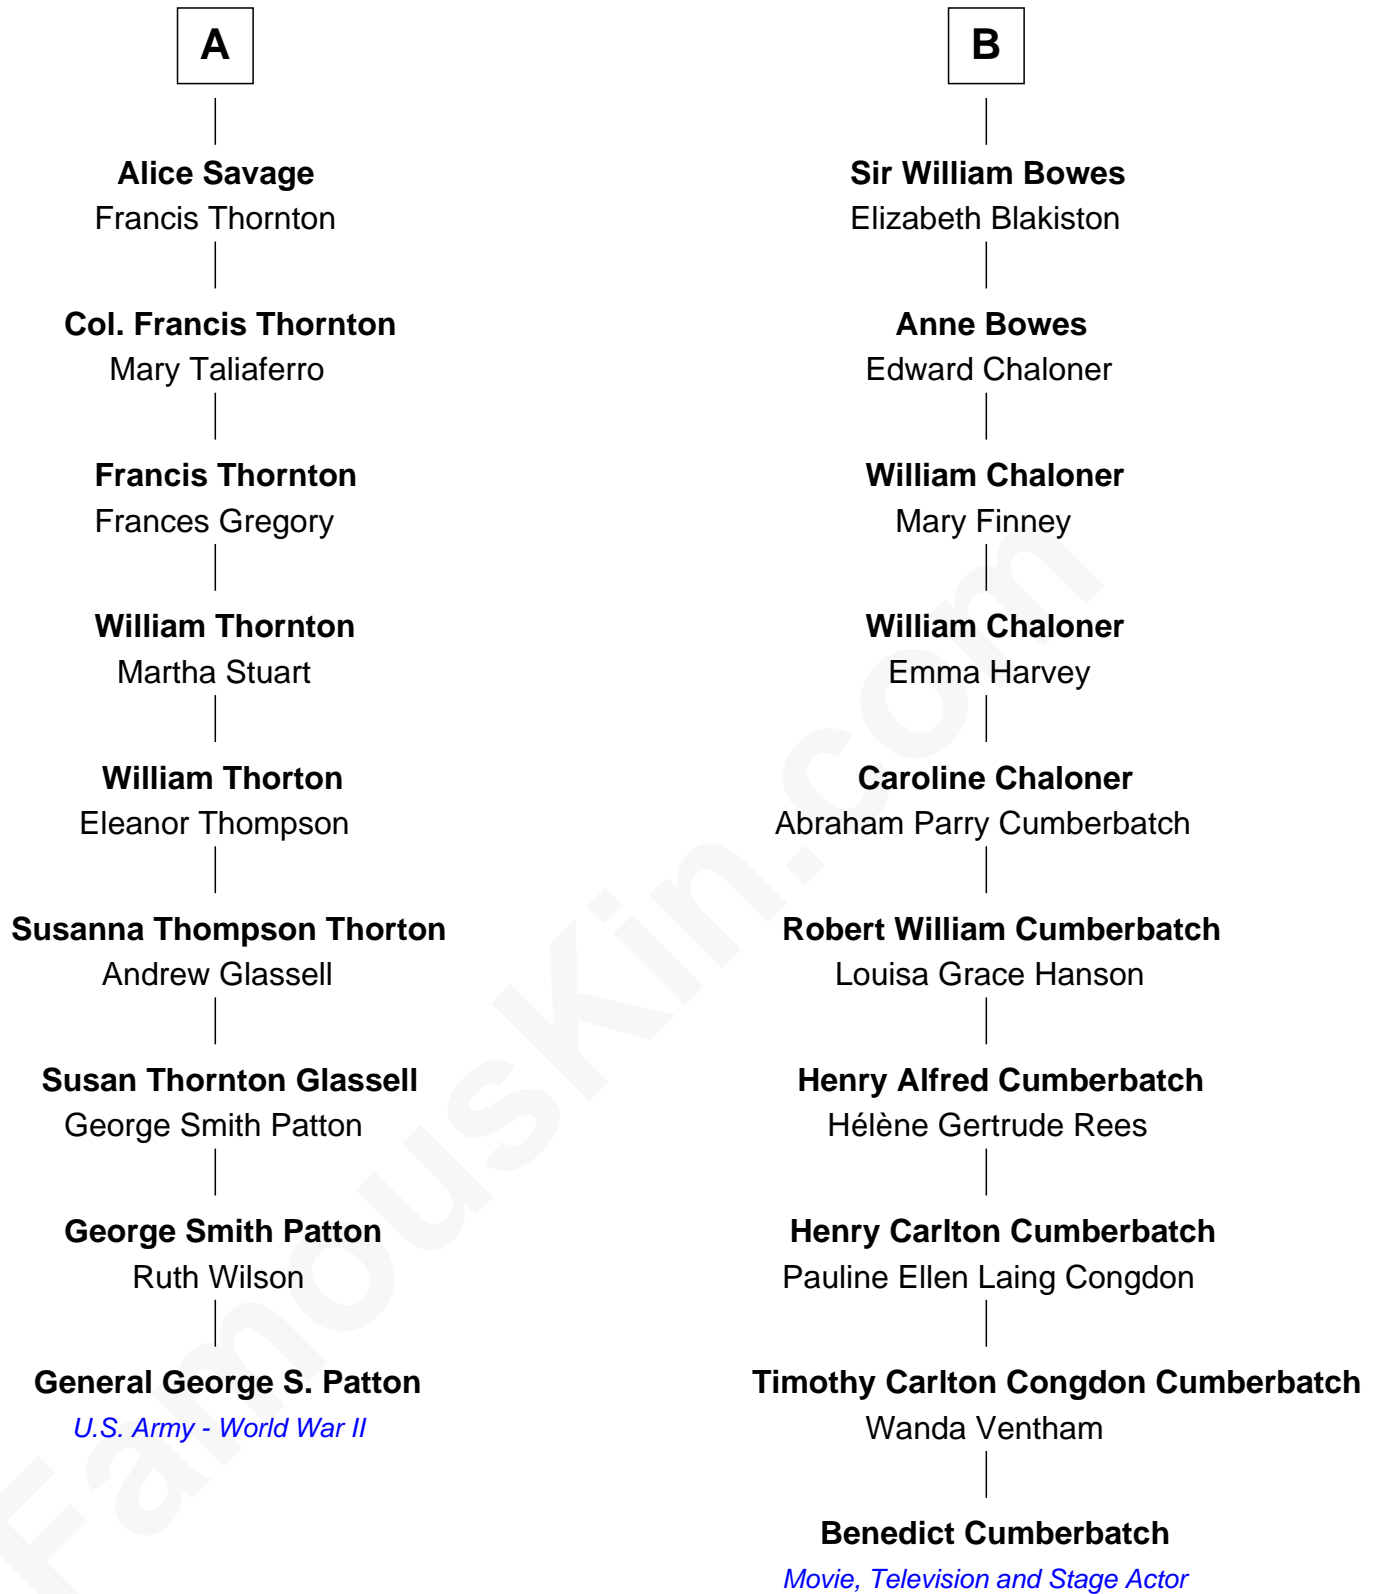 A
Alice Savage
Francis Thornton
Col. Francis Thornton
Mary Taliaferro
Francis Thornton
Frances Gregory
William Thornton
Martha Stuart
William Thorton
Eleanor Thompson
Susanna Thompson Thorton
Andrew Glassell
Susan Thornton Glassell
George Smith Patton
George Smith Patton
Ruth Wilson
General George S. Patton
U.S. Army - World War II
B
Sir William Bowes
Elizabeth Blakiston
Anne Bowes
Edward Chaloner
William Chaloner
Mary Finney
William Chaloner
Emma Harvey
Caroline Chaloner
Abraham Parry Cumberbatch
Robert William Cumberbatch
Louisa Grace Hanson
Henry Alfred Cumberbatch
Hélène Gertrude Rees
Henry Carlton Cumberbatch
Pauline Ellen Laing Congdon
Timothy Carlton Congdon Cumberbatch
Wanda Ventham
Benedict Cumberbatch
Movie, Television and Stage Actor
FamousKin.com